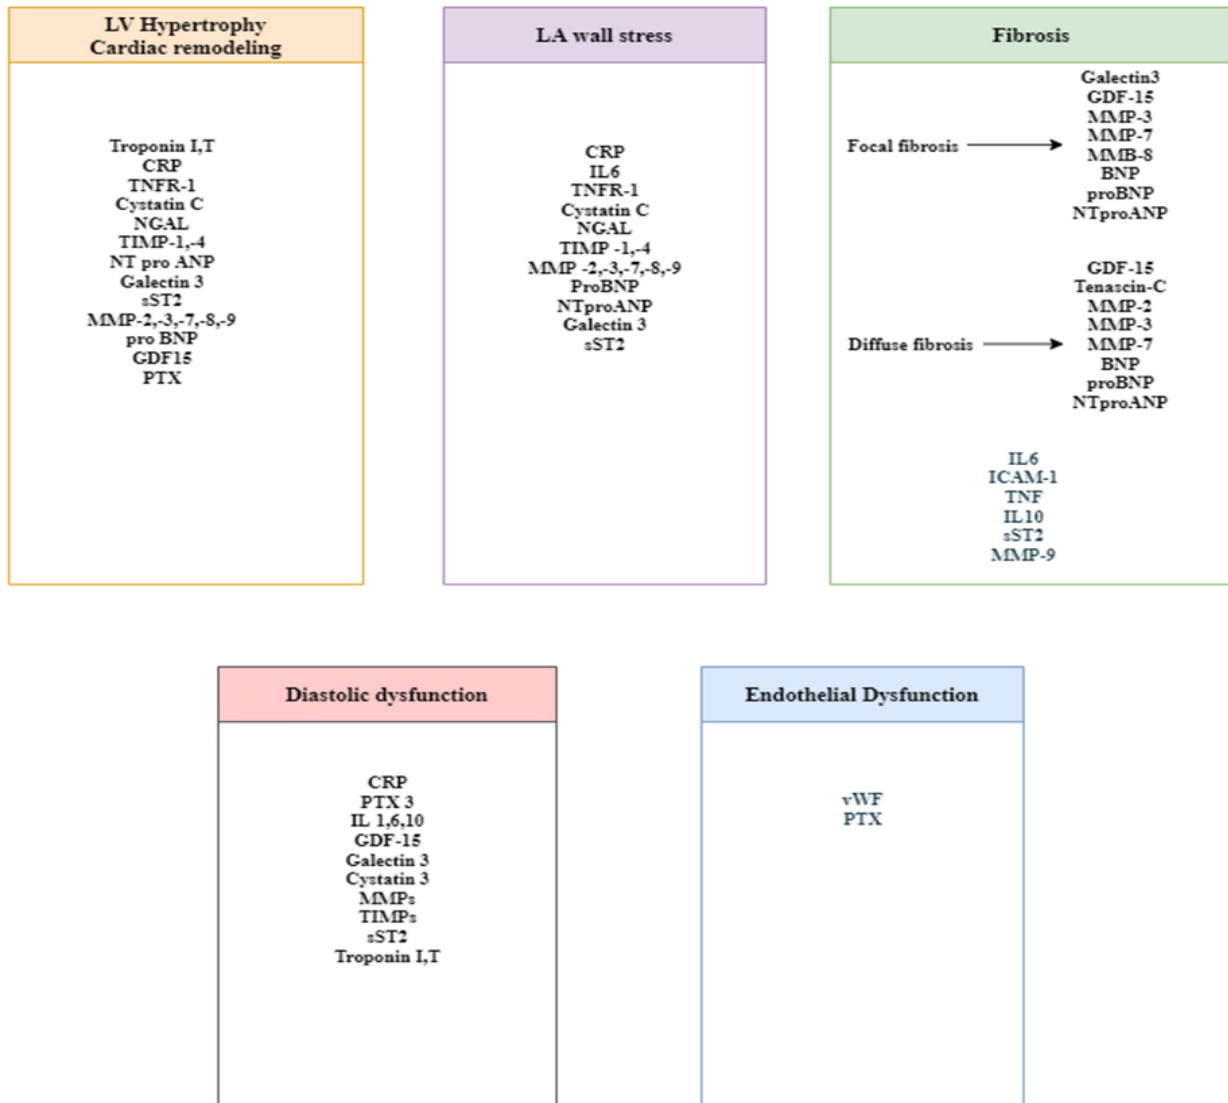 LV Hypertrophy
Cardiac remodeling
Troponin I,T
CRP
TNFR-1
Cystatin C
NGAL
TIMP-1,-4
NT pro ANP
Galectin 3
sST2
MMP-2,-3,-7,-8,-9
pro BNP
GDF15
PTX
LA wall stress
CRP
IL6
TNFR-1
Cystatin C
NGAL
TIMP -1,-4
MMP -2,-3,-7,-8,-9
ProBNP
NTproANP
Galectin 3
sST2
Fibrosis
Focal fibrosis
Galectin3
GDF-15
MMP-3
MMP-7
MMB-8
BNP
proBNP
NTproANP
Diffuse fibrosis
GDF-15
Tenascin-C
MMP-2
MMP-3
MMP-7
BNP
proBNP
NTproANP
IL6
ICAM-1
TNF
IL10
sST2
MMP-9
Diastolic dysfunction
CRP
PTX 3
IL 1,6,10
GDF-15
Galectin 3
Cystatin 3
MMPs
TIMPs
sST2
Troponin I,T
Endothelial Dysfunction
vWF
PTX